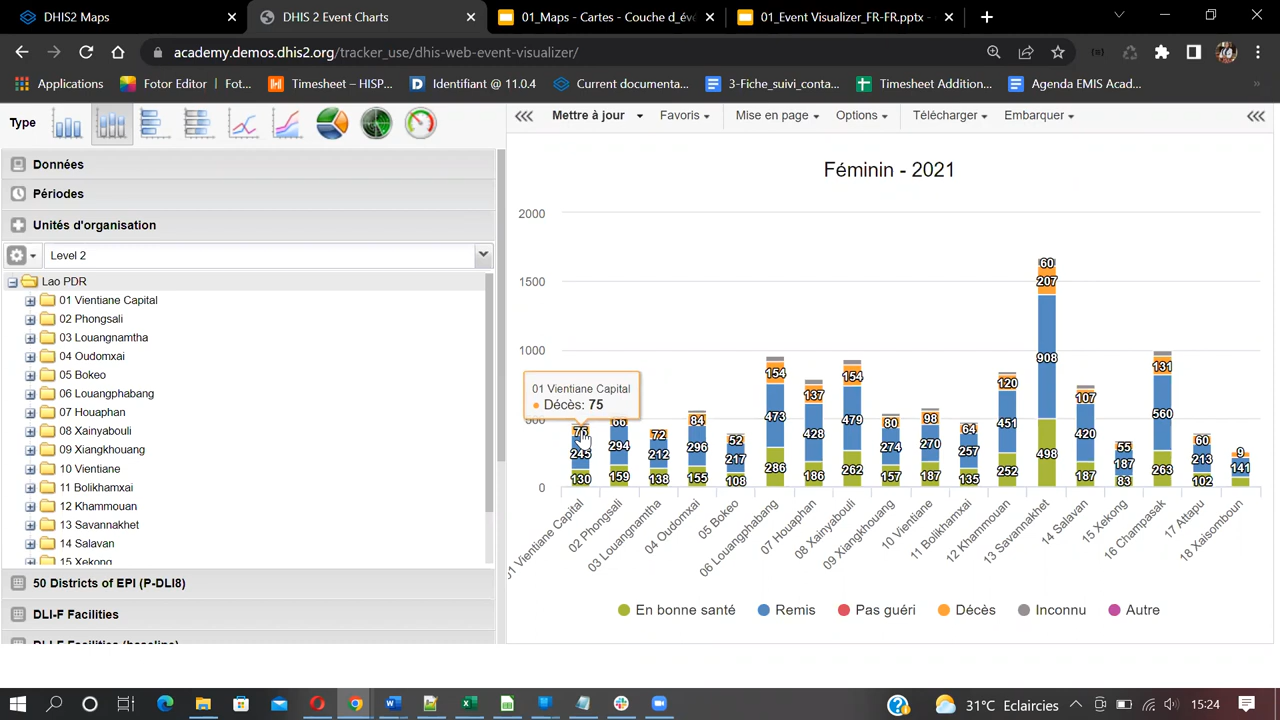 DHIS2 Maps
DHIS 2 Event Charts
01_Maps - Cartes - Couche d_évé
01_Event Visualizer_FR-FR.pptx -
academy.demos.dhis2.org/tracker_use/dhis-web-event-visualizer/
Applications
Fotor Editor | Fot...
Timesheet – HISP...
Identifiant @ 11.0.4
Current documenta...
3-Fiche_suivi_conta...
Timesheet Addition...
Agenda EMIS Acad...
Type
Mettre à jour
Favoris
Mise en page
Options
Télécharger
Embarquer
Données
Périodes
Unités d'organisation
Level 2
Lao PDR
01 Vientiane Capital
02 Phongsali
03 Louangnamtha
04 Oudomxai
05 Bokeo
06 Louangphabang
07 Houaphan
08 Xainyabouli
09 Xiangkhouang
10 Vientiane
11 Bolikhamxai
12 Khammouan
13 Savannakhet
14 Salavan
15 Xekong
50 Districts of EPI (P-DLI8)
DLI-F Facilities
DLI-F Facilities (baseline)
Féminin - 2021
2000
1500
1000
500
0
01 Vientiane Capital
Décès: 75
75 245 130
66 294 159
72 212 138
84 296 155
52 217 108
154 473 286
137 428 186
154 479 262
80 274 157
98 270 187
64 257 135
120 451 252
60 207 908 498
107 420 187
55 187 83
131 560 263
60 213 102
9 141
01 Vientiane Capital
02 Phongsali
03 Louangnamtha
04 Oudomxai
05 Bokeo
06 Louangphabang
07 Houaphan
08 Xainyabouli
09 Xiangkhouang
10 Vientiane
11 Bolikhamxai
12 Khammouan
13 Savannakhet
14 Salavan
15 Xekong
16 Champasak
17 Attapu
18 Xaisomboun
En bonne santé
Remis
Pas guéri
Décès
Inconnu
Autre
31°C Eclaircies
15:24